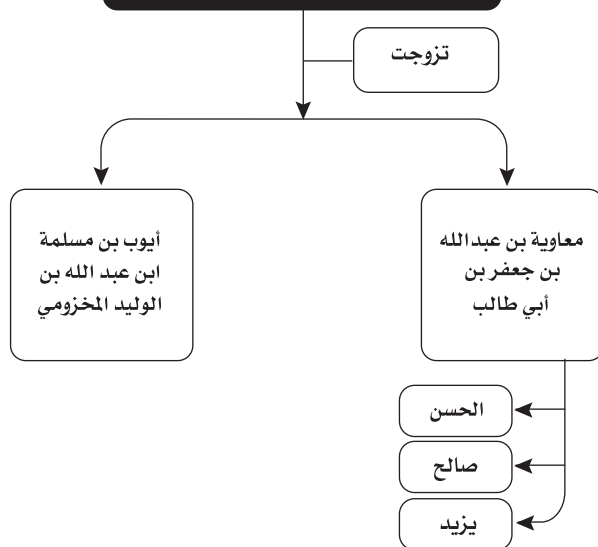 تزوجت
معاوية بن عبدالله
بن جعفر بن
أبي طالب
أيوب بن مسلمة
ابن عبد الله بن
الوليد المخزومي
الحسن
صالح
يزيد